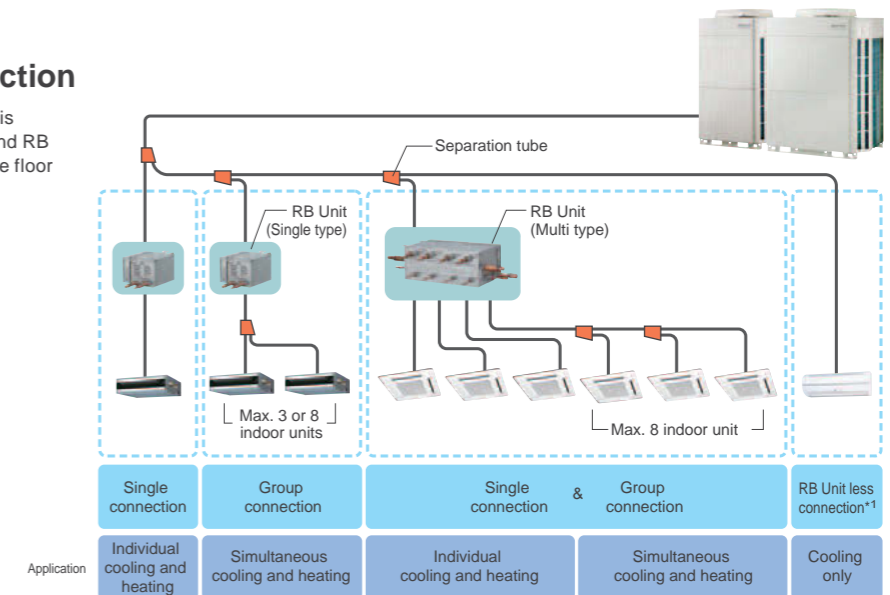 ction
is
nd RB
e floor
Separation tube
RB Unit
(Single type)
RB Unit
(Multi type)
Max. 3 or 8
indoor units
Max. 8 indoor unit
Single
connection
Group
connection
Single
connection
&
Group
connection
RB Unit less
connection*1
Application
Individual
cooling and
heating
Simultaneous
cooling and heating
Individual
cooling and heating
Simultaneous
cooling and heating
Cooling
only